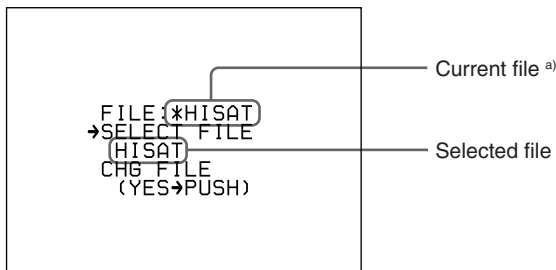 FILE:*HISAT
→SELECT FILE
HISAT
CHG FILE
(YES→PUSH)
Current file a)
Selected file